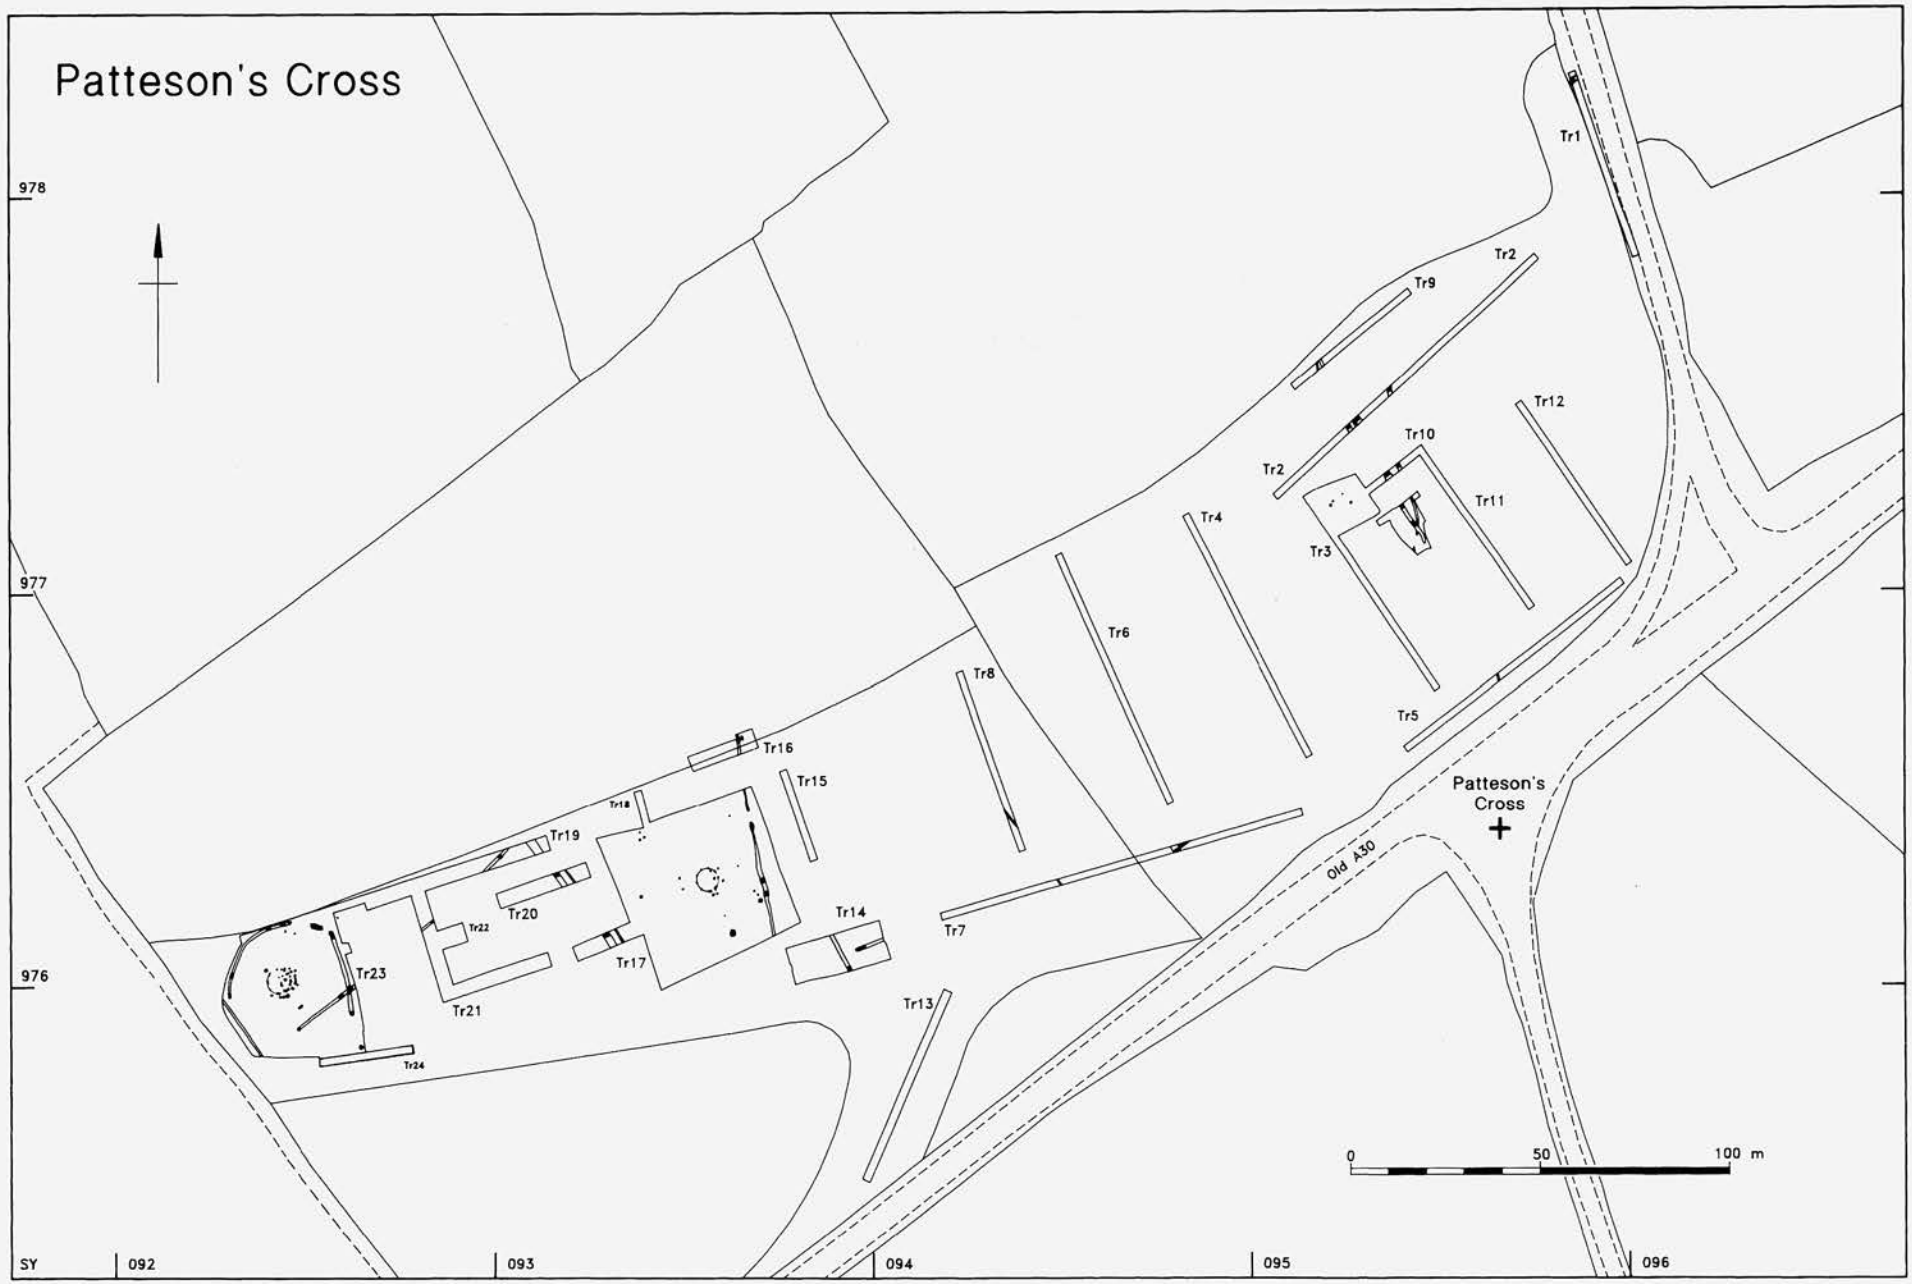 Patteson's Cross
Tr1
978
Tr2
Tr9
Tr12
Tr10
Tr2
Tr11
Tr4
Tr3
977
Tr6
Tr8
Tr5
Tr16
Tr15
Patteson's
Cross
Tr18
Tr19
Old A30
Tr20
Tr14
Tr22
Tr7
Tr17
Tr23
976
Tr13
Tr21
Tr24
0 50 100 m
SY 092 093 094 095 096